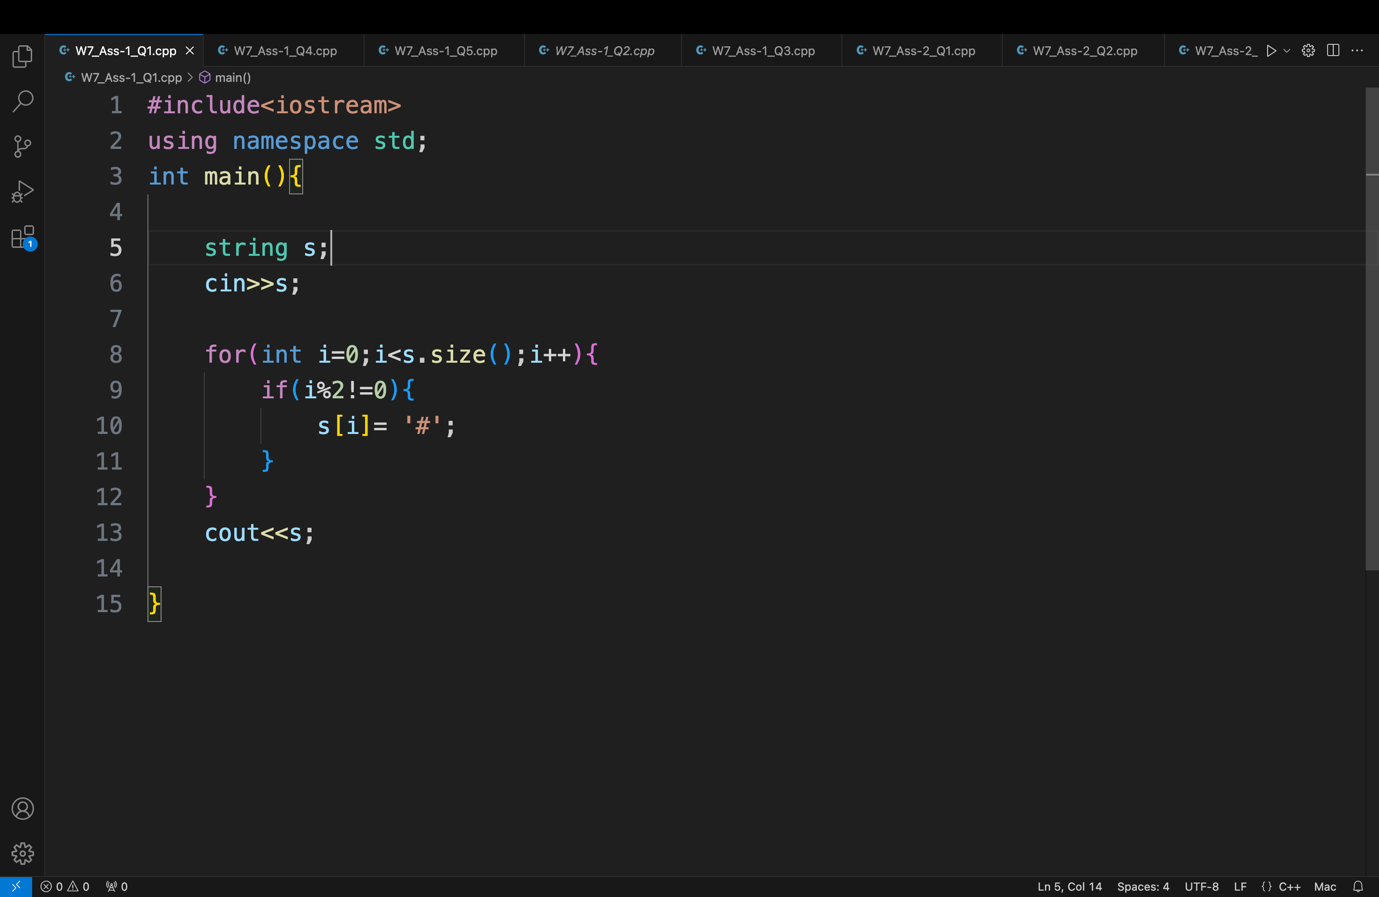 W7_Ass-1_Q1.cpp W7_Ass-1_Q4.cpp W7_Ass-1_Q5.cpp W7_Ass-1_Q2.cpp W7_Ass-1_Q3.cpp W7_Ass-2_Q1.cpp W7_Ass-2_Q2.cpp W7_Ass-2_
W7_Ass-1_Q1.cpp > main()
1 #include<iostream>
2 using namespace std;
3 int main(){
4
5 string s;
6 cin>>s;
7
8 for(int i=0;i<s.size();i++){
9 if(i%2!=0){
10 s[i]= '#';
11 }
12 }
13 cout<<s;
14
15 }
1
0 0 0 Ln 5, Col 14 Spaces: 4 UTF-8 LF {} C++ Mac